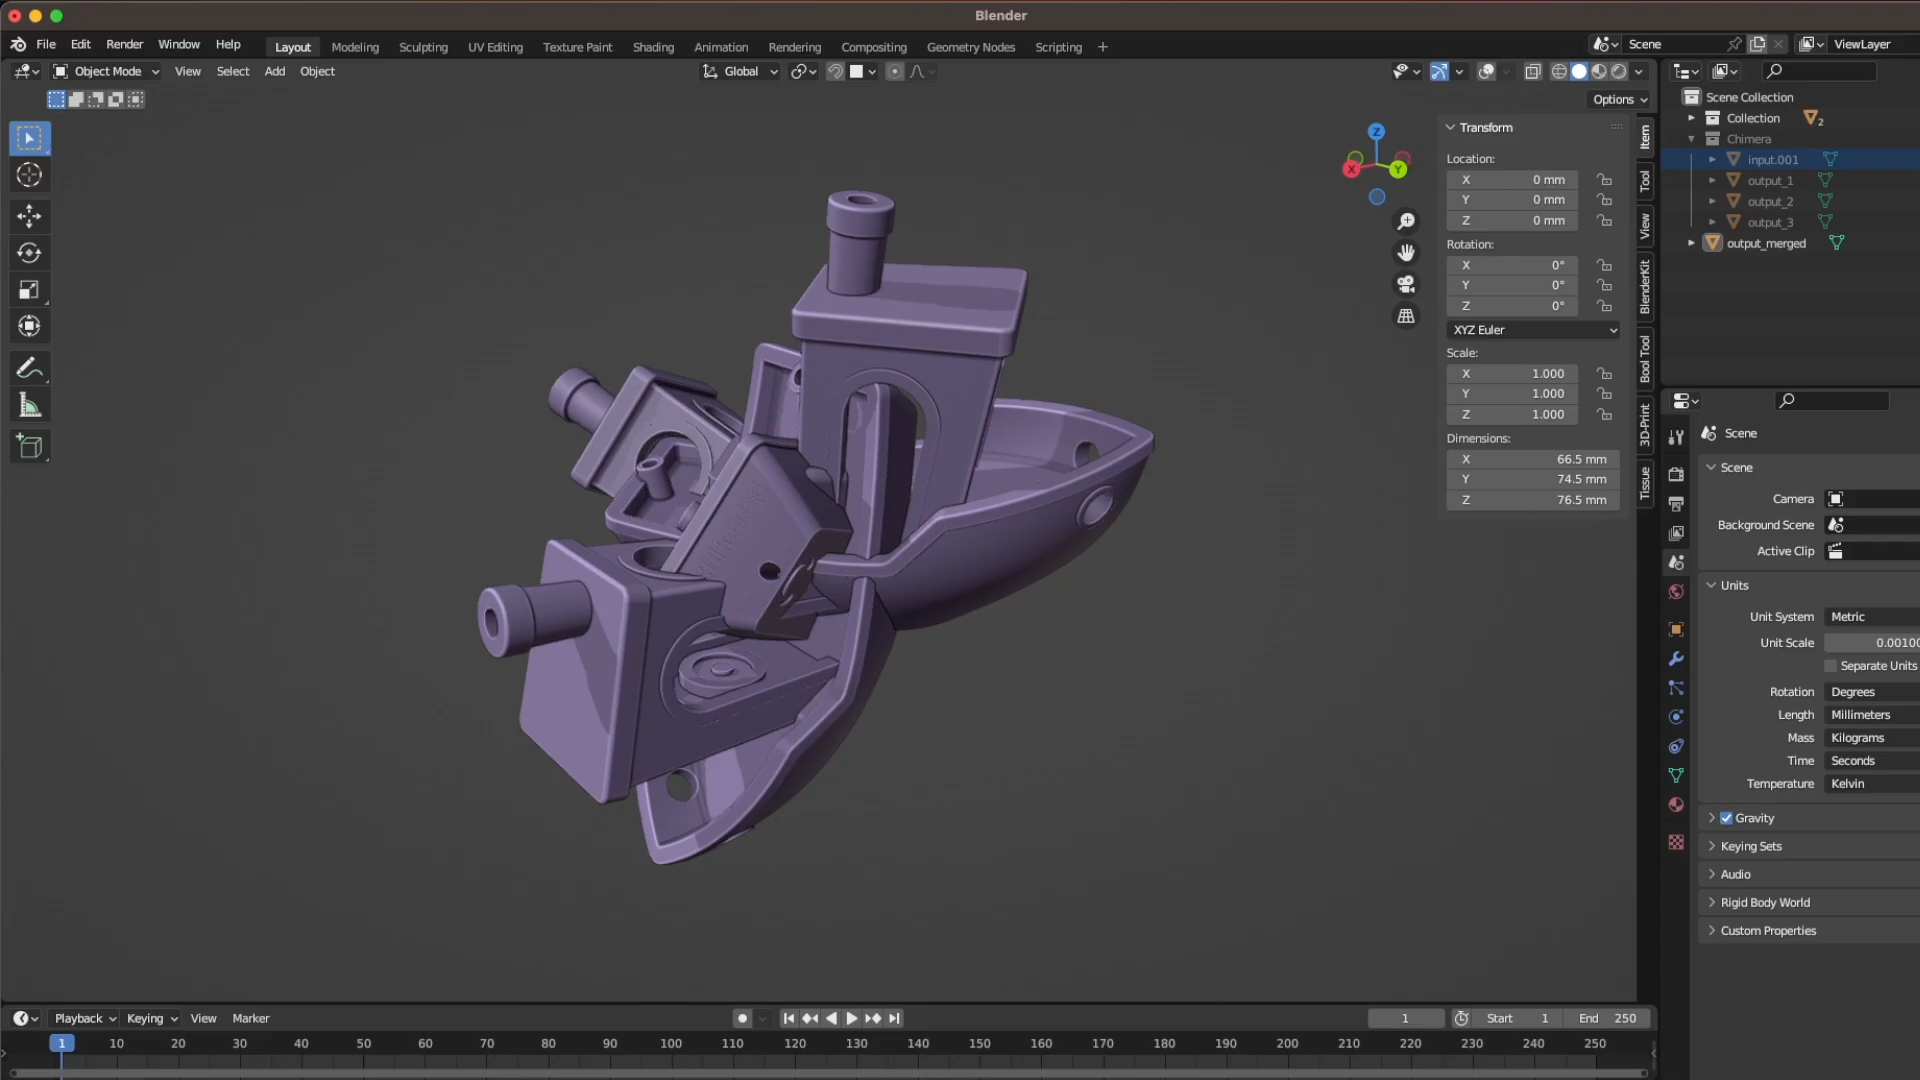 Blender
File Edit Render Window Help Layout Modeling Sculpting UV Editing Texture Paint Shading Animation Rendering Compositing Geometry Nodes Scripting + Scene ViewLayer
Object Mode View Select Add Object Global
Options
Transform
Location:
X 0 mm
Y 0 mm
Z 0 mm
Rotation:
X 0°
Y 0°
Z 0°
XYZ Euler
Scale:
X 1.000
Y 1.000
Z 1.000
Dimensions:
X 66.5 mm
Y 74.5 mm
Z 76.5 mm
Item
Tool
View
BlenderKit
Bool Tool
3D-Print
Tissue
Z
X
Y
Scene Collection
Collection 2
Chimera
input.001
output_1
output_2
output_3
output_merged
Scene
Scene
Camera
Background Scene
Active Clip
Units
Unit System Metric
Unit Scale 0.00100
Separate Units
Rotation Degrees
Length Millimeters
Mass Kilograms
Time Seconds
Temperature Kelvin
Gravity
Keying Sets
Audio
Rigid Body World
Custom Properties
Playback Keying View Marker 1 Start 1 End 250
1 10 20 30 40 50 60 70 80 90 100 110 120 130 140 150 160 170 180 190 200 210 220 230 240 250